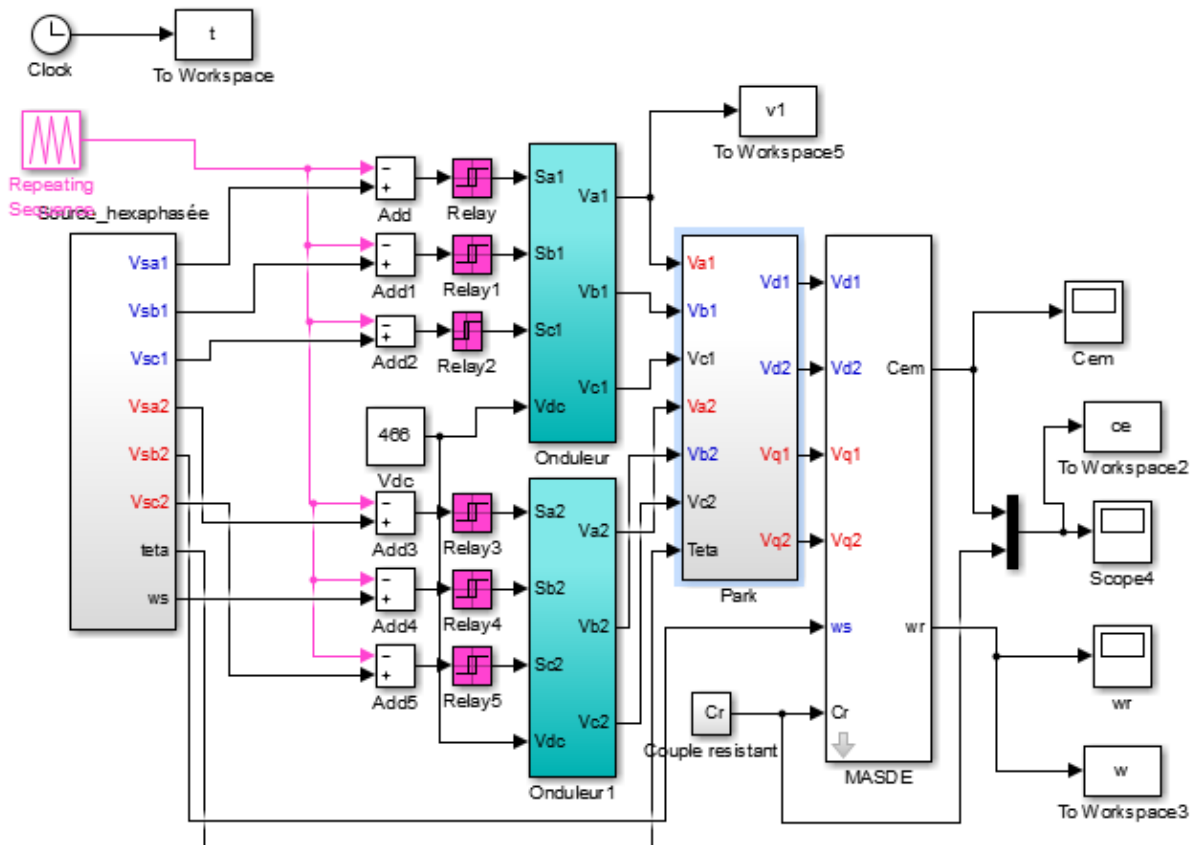 t
Clock
To Workspace
Repeating
Sequence
Source_hexaphasée
Vsa1
Vsb1
Vsc1
Vsa2
Vsb2
Vsc2
teta
ws
−
+
Add
−
+
Add1
−
+
Add2
Relay
Relay1
Relay2
466
Vdc
−
+
Add3
−
+
Add4
−
+
Add5
Relay3
Relay4
Relay5
Sa1
Sb1
Sc1
Vdc
Va1
Vb1
Vc1
Onduleur
Sa2
Sb2
Sc2
Vdc
Va2
Vb2
Vc2
Onduleur1
v1
To Workspace5
Va1
Vb1
Vc1
Va2
Vb2
Vc2
Teta
Vd1
Vd2
Vq1
Vq2
Park
Vd1
Vd2
Vq1
Vq2
ws
Cr
Cem
wr
MASDE
Cr
Couple resistant
Cem
ce
To Workspace2
Scope4
wr
w
To Workspace3